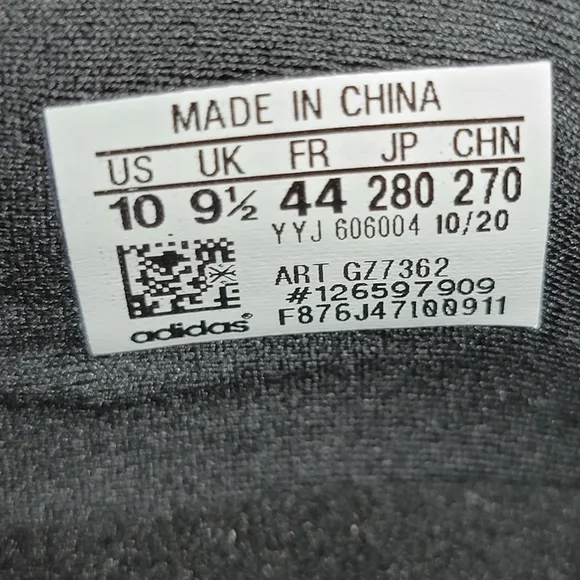 MADE IN CHINA
US UK FR JP CHN
10 9½ 44 280 270
YYJ 606004 10/20
ART GZ7362
#126597909
F876J47100911
adidas